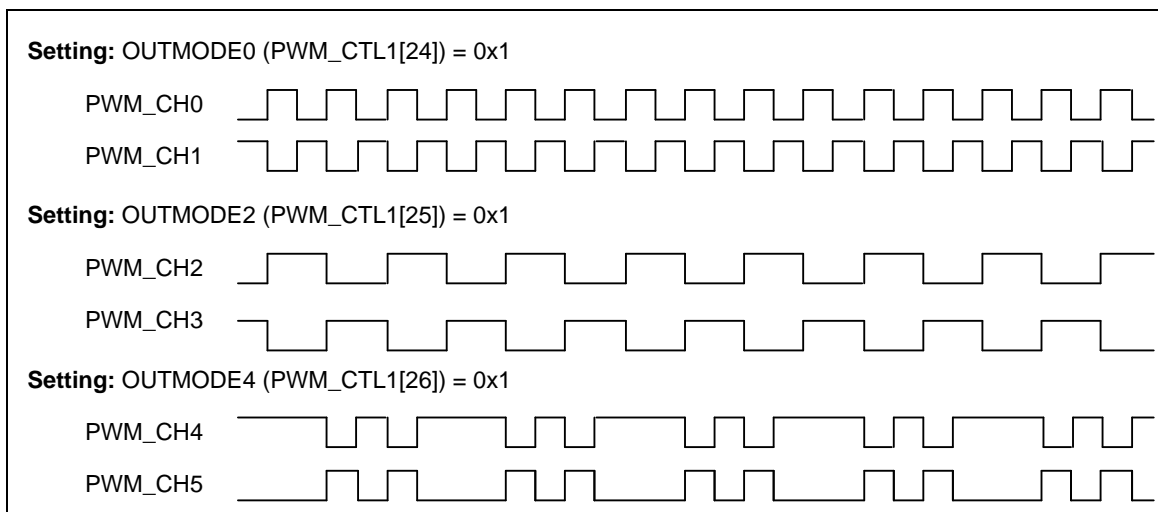 Setting: OUTMODE0 (PWM_CTL1[24]) = 0x1
PWM_CH0
PWM_CH1
Setting: OUTMODE2 (PWM_CTL1[25]) = 0x1
PWM_CH2
PWM_CH3
Setting: OUTMODE4 (PWM_CTL1[26]) = 0x1
PWM_CH4
PWM_CH5